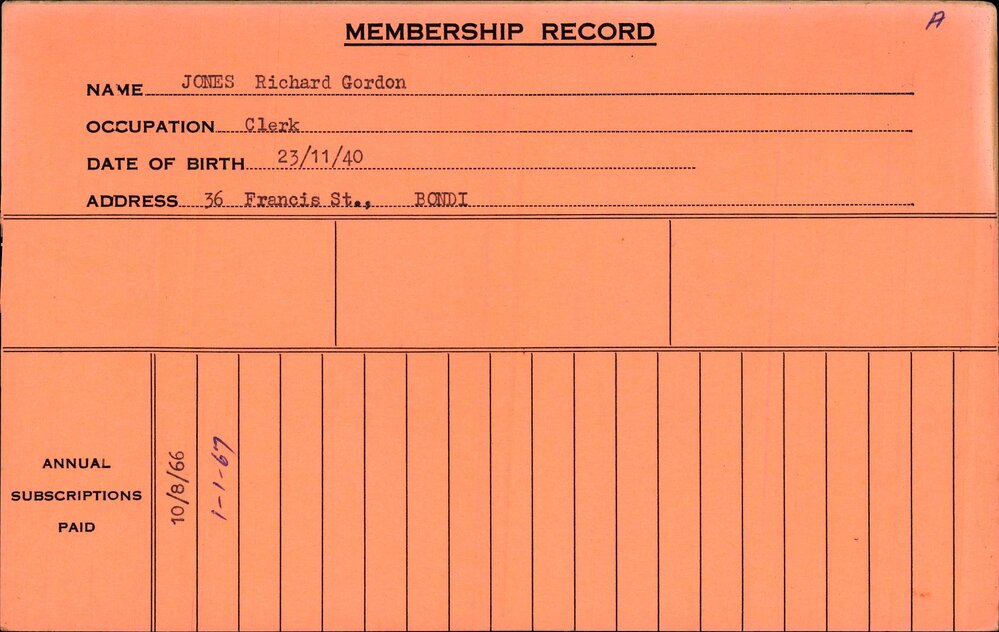 A
MEMBERSHIP RECORD
NAME JONES Richard Gordon
OCCUPATION Clerk
DATE OF BIRTH 23/11/40
ADDRESS 36 Francis St., BONDI
ANNUAL
SUBSCRIPTIONS
PAID
10/8/66
1-1-67